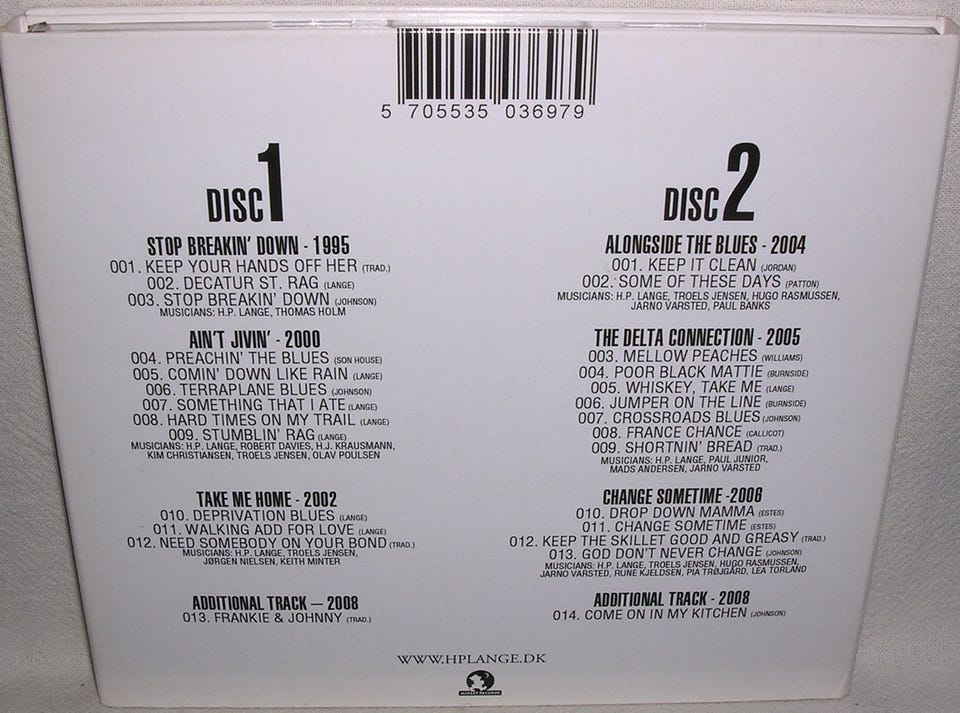 5 705535 036979
DISC 1
STOP BREAKIN' DOWN - 1995
001. KEEP YOUR HANDS OFF HER (TRAD.)
002. DECATUR ST. RAG (LANGE)
003. STOP BREAKIN' DOWN (JOHNSON)
MUSICIANS: H.P. LANGE, THOMAS HOLM
AIN'T JIVIN' - 2000
004. PREACHIN' THE BLUES (SON HOUSE)
005. COMIN' DOWN LIKE RAIN (LANGE)
006. TERRAPLANE BLUES (JOHNSON)
007. SOMETHING THAT I ATE (LANGE)
008. HARD TIMES ON MY TRAIL (LANGE)
009. STUMBLIN' RAG (LANGE)
MUSICIANS: H.P. LANGE, ROBERT DAVIES, H.J. KRAUSMANN,
KIM CHRISTIANSEN, TROELS JENSEN, OLAV POULSEN
TAKE ME HOME - 2002
010. DEPRIVATION BLUES (LANGE)
011. WALKING ADD FOR LOVE (LANGE)
012. NEED SOMEBODY ON YOUR BOND (TRAD.)
MUSICIANS: H.P. LANGE, TROELS JENSEN,
JØRGEN NIELSEN, KEITH MINTER
ADDITIONAL TRACK – 2008
013. FRANKIE & JOHNNY (TRAD.)
DISC 2
ALONGSIDE THE BLUES - 2004
001. KEEP IT CLEAN (JORDAN)
002. SOME OF THESE DAYS (PATTON)
MUSICIANS: H.P. LANGE, TROELS JENSEN, HUGO RASMUSSEN,
JARNO VARSTED, PAUL BANKS
THE DELTA CONNECTION - 2005
003. MELLOW PEACHES (WILLIAMS)
004. POOR BLACK MATTIE (BURNSIDE)
005. WHISKEY, TAKE ME (LANGE)
006. JUMPER ON THE LINE (BURNSIDE)
007. CROSSROADS BLUES (JOHNSON)
008. FRANCE CHANCE (CALLICOT)
009. SHORTNIN' BREAD (TRAD.)
MUSICIANS: H.P. LANGE, PAUL JUNIOR,
MADS ANDERSEN, JARNO VARSTED
CHANGE SOMETIME -2006
010. DROP DOWN MAMMA (ESTES)
011. CHANGE SOMETIME (ESTES)
012. KEEP THE SKILLET GOOD AND GREASY (TRAD.)
013. GOD DON'T NEVER CHANGE (JOHNSON)
MUSICIANS: H.P. LANGE, TROELS JENSEN, HUGO RASMUSSEN,
JARNO VARSTED, RUNE KJELDSEN, PIA TRØJGARD, LEA TORLAND
ADDITIONAL TRACK - 2008
014. COME ON IN MY KITCHEN (JOHNSON)
WWW.HPLANGE.DK